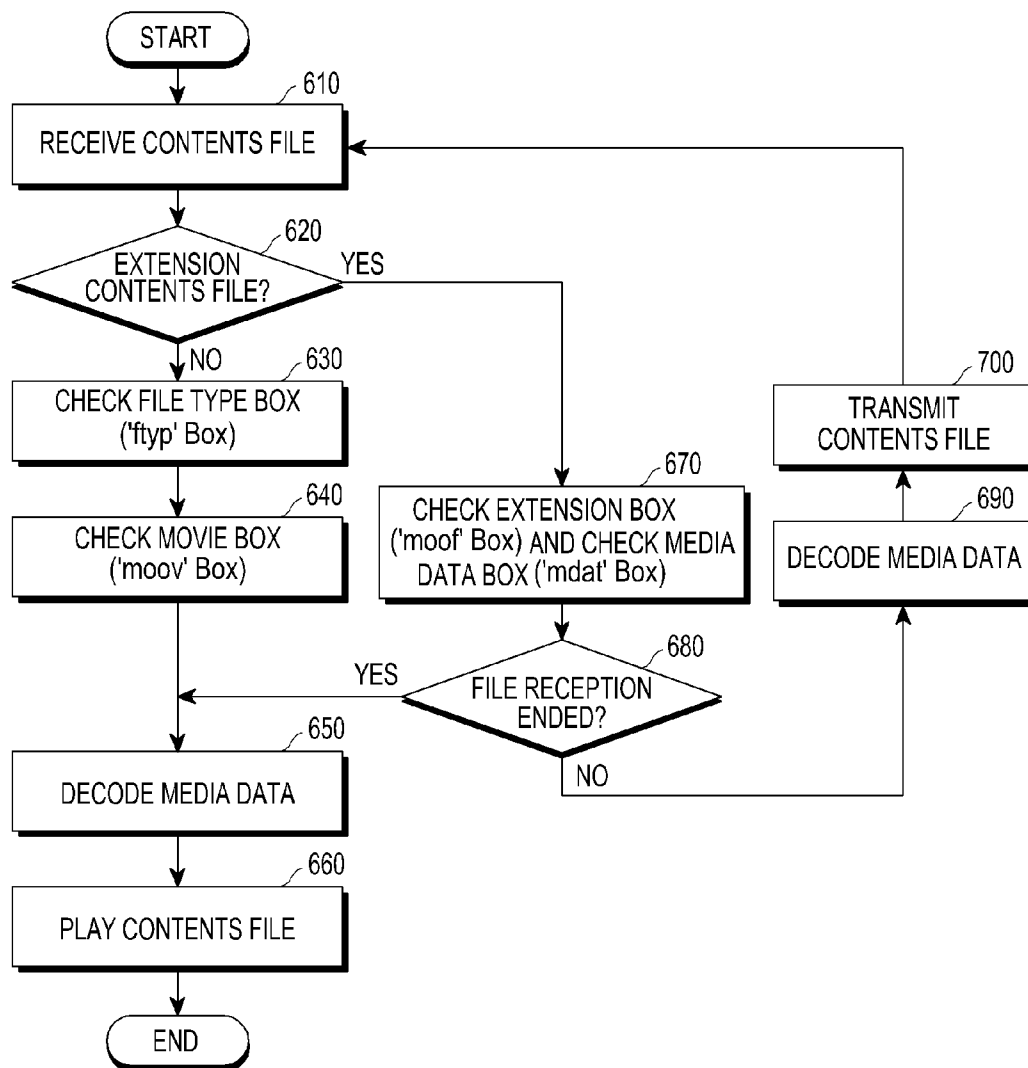 START
610
RECEIVE CONTENTS FILE
620
EXTENSION
CONTENTS FILE?
YES
NO
630
CHECK FILE TYPE BOX
('ftyp' Box)
640
CHECK MOVIE BOX
('moov' Box)
670
CHECK EXTENSION BOX
('moof' Box) AND CHECK MEDIA
DATA BOX ('mdat' Box)
700
TRANSMIT
CONTENTS FILE
690
DECODE MEDIA DATA
680
FILE RECEPTION
ENDED?
YES
NO
650
DECODE MEDIA DATA
660
PLAY CONTENTS FILE
END